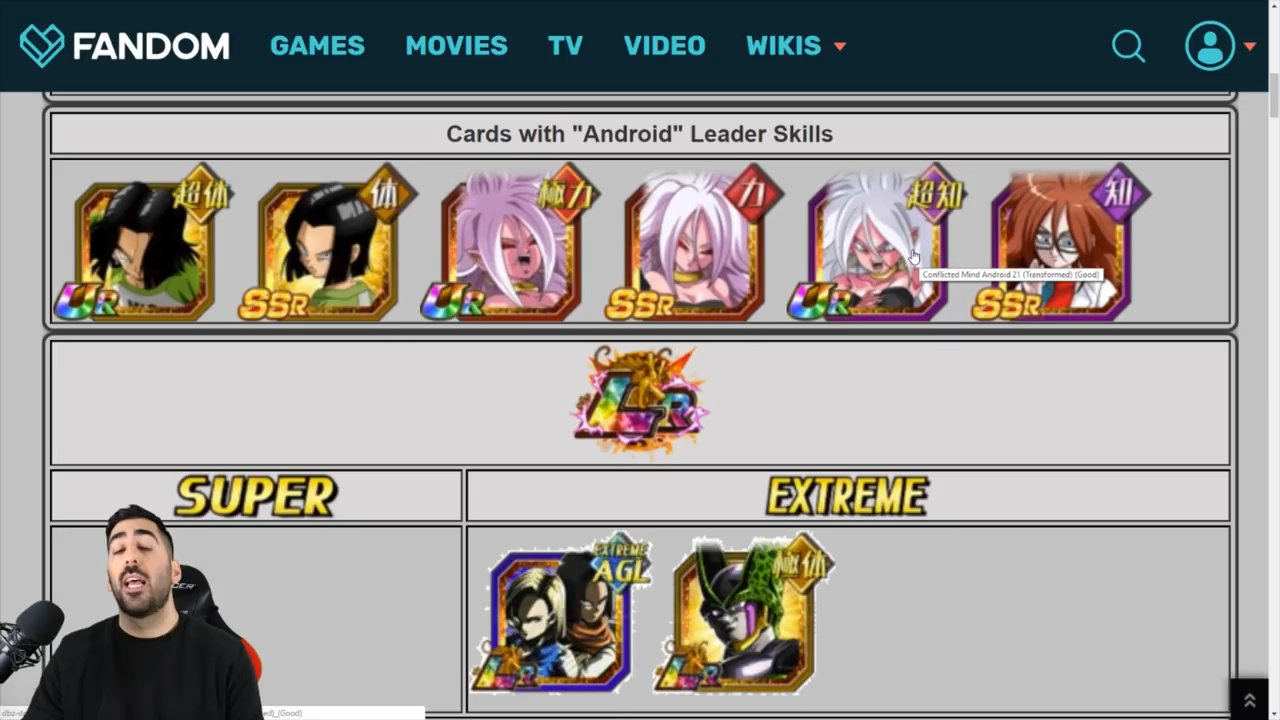 FANDOM GAMES MOVIES TV VIDEO WIKIS
Cards with "Android" Leader Skills
超体 体 極力 力 超知 知
UR SSR UR SSR UR SSR
Conflicted Mind Android 21 (Transformed) (Good)
LR
SUPER EXTREME
EXTREME
AGL 極体
LR LR
ed)_(Good)